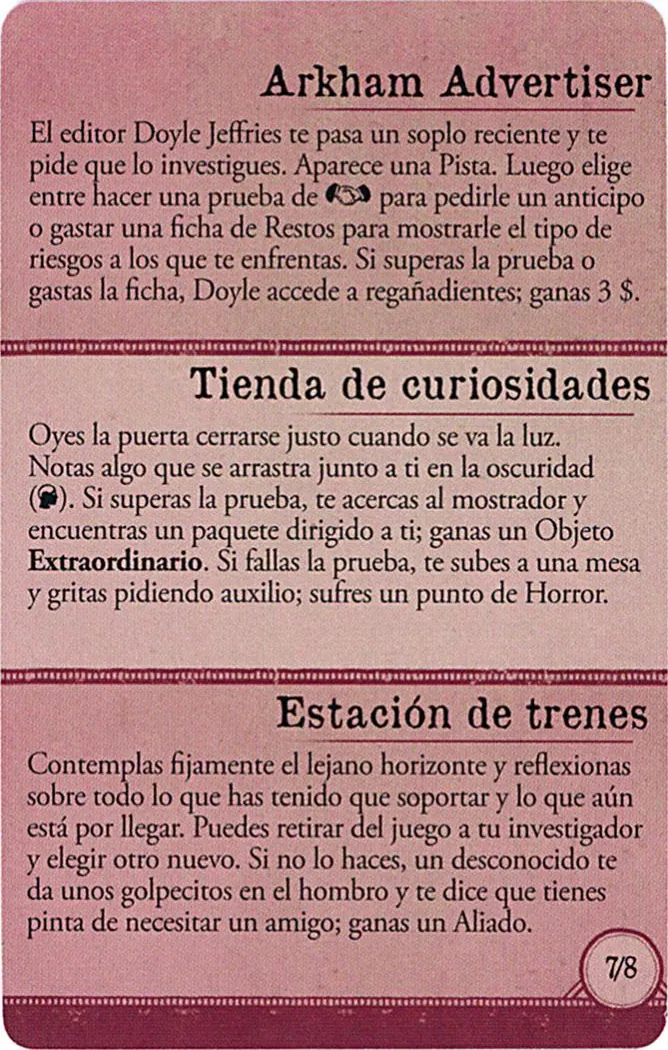 Arkham Advertiser
El editor Doyle Jeffries te pasa un soplo reciente y te
pide que lo investigues. Aparece una Pista. Luego elige
entre hacer una prueba de para pedirle un anticipo
o gastar una ficha de Restos para mostrarle el tipo de
riesgos a los que te enfrentas. Si superas la prueba o
gastas la ficha, Doyle accede a regañadientes; ganas 3 $.
Tienda de curiosidades
Oyes la puerta cerrarse justo cuando se va la luz.
Notas algo que se arrastra junto a ti en la oscuridad
(). Si superas la prueba, te acercas al mostrador y
encuentras un paquete dirigido a ti; ganas un Objeto
Extraordinario. Si fallas la prueba, te subes a una mesa
y gritas pidiendo auxilio; sufres un punto de Horror.
Estación de trenes
Contemplas fijamente el lejano horizonte y reflexionas
sobre todo lo que has tenido que soportar y lo que aún
está por llegar. Puedes retirar del juego a tu investigador
y elegir otro nuevo. Si no lo haces, un desconocido te
da unos golpecitos en el hombro y te dice que tienes
pinta de necesitar un amigo; ganas un Aliado.
7/8